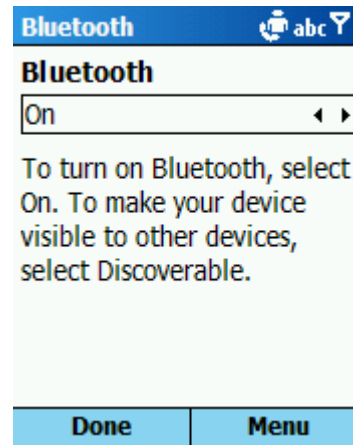 Bluetooth abc
Bluetooth
On
To turn on Bluetooth, select
On. To make your device
visible to other devices,
select Discoverable.
Done Menu